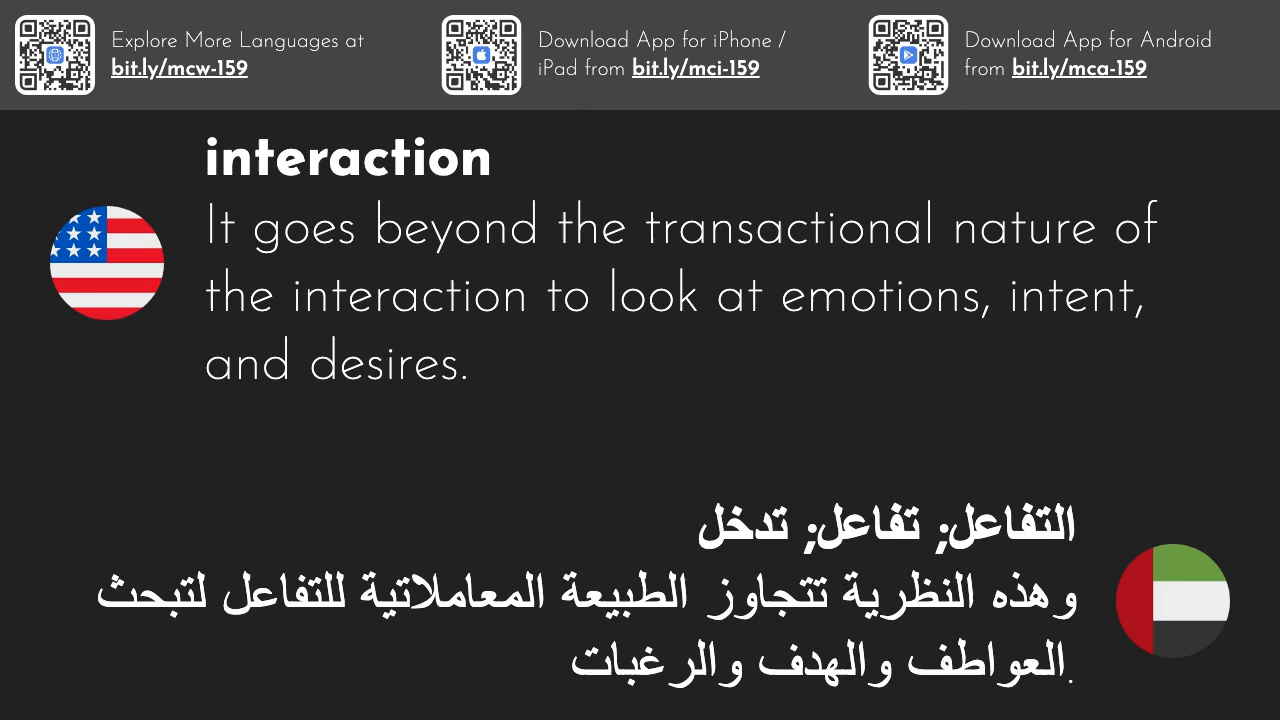 Explore More Languages at
bit.ly/mcw-159
Download App for iPhone /
iPad from bit.ly/mci-159
Download App for Android
from bit.ly/mca-159
interaction
It goes beyond the transactional nature of
the interaction to look at emotions, intent,
and desires.
التفاعل; تفاعل; تدخل
وهذه النظرية تتجاوز الطبيعة المعاملاتية للتفاعل لتبحث
العواطف والهدف والرغبات.